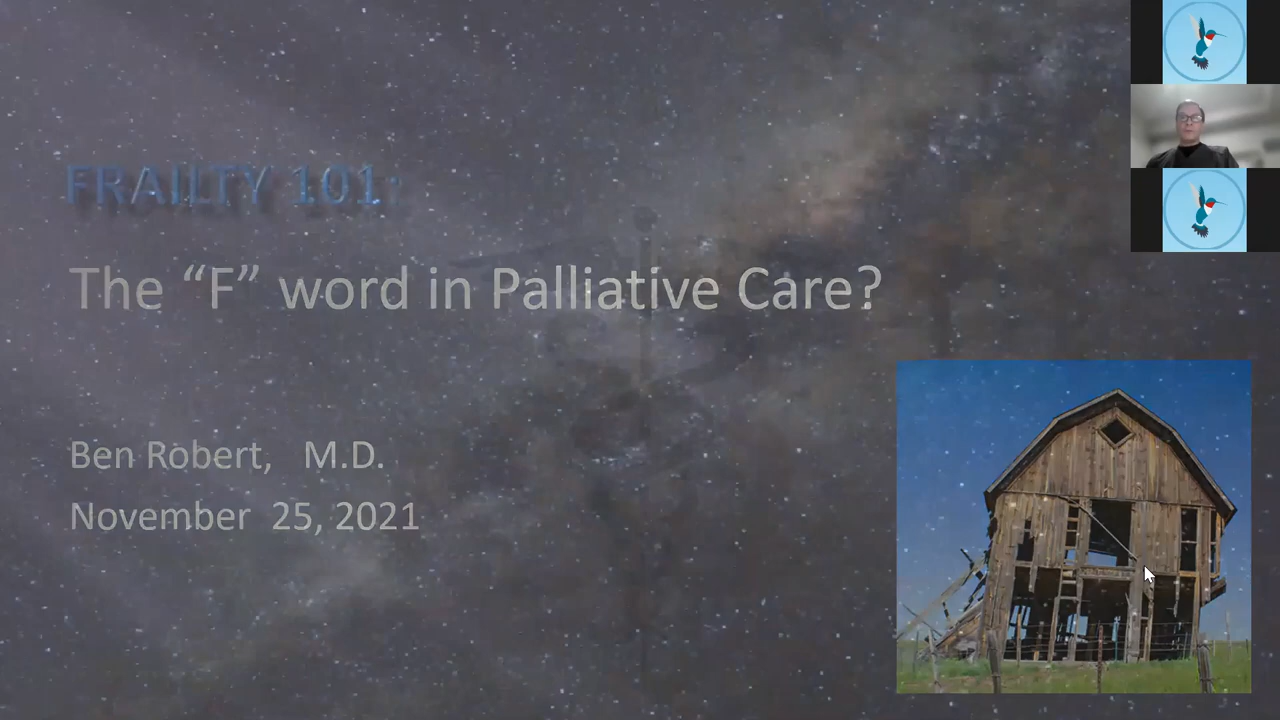 FRAILTY 101:
The “F” word in Palliative Care?
Ben Robert, M.D.
November 25, 2021